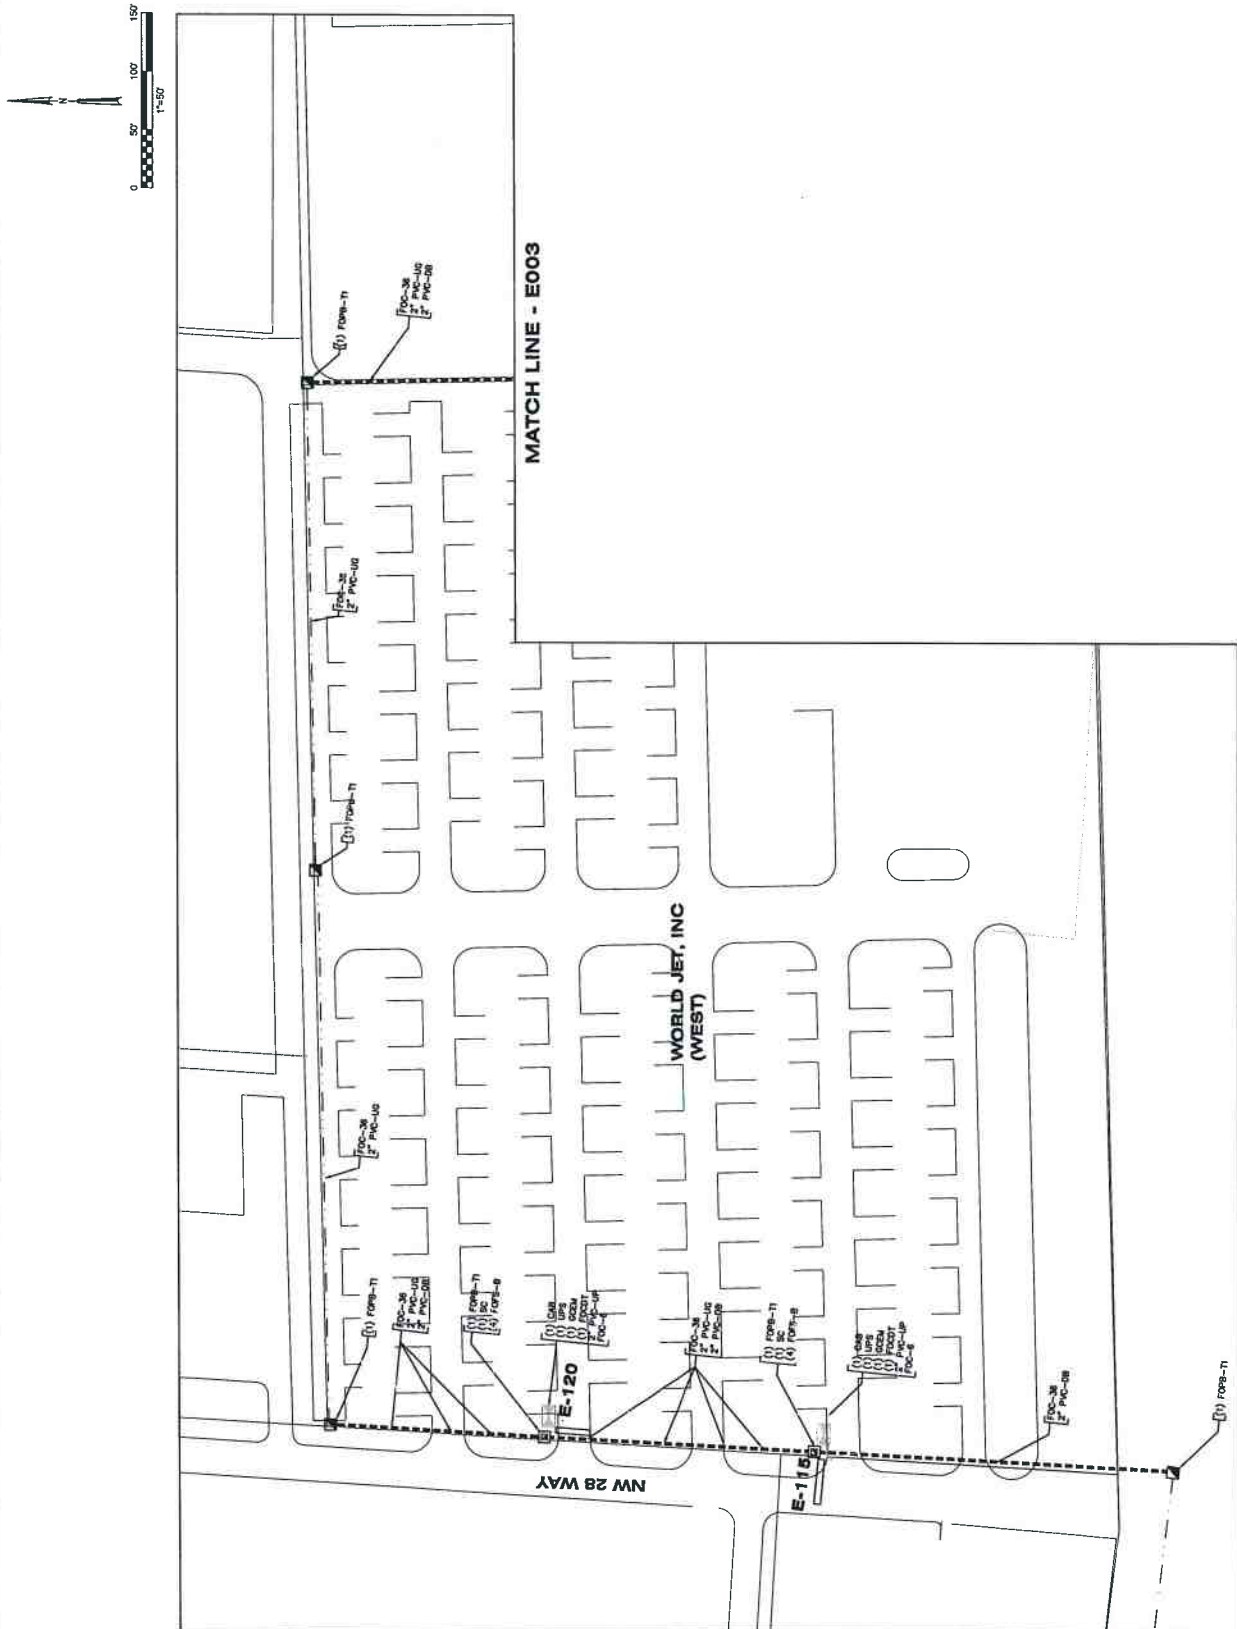 0 50' 100' 150'
1"=50'
N
MATCH LINE - E003
(1) FOPB-TI
FOC-36
2" PVC-UG
2" PVC-DB
FOC-36
2" PVC-UG
(1) FOPB-TI
FOC-36
2" PVC-UG
(1) FOPB-TI
FOC-36
2" PVC-UG
2" PVC-DB
(1) FOPB-TI
(1) SC
(4) FOFS-B
(1) CAB
(1) UPS
(1) GOEM
(1) FOCDT
2" PVC-UP
FOC-6
E-120
WORLD JET, INC
(WEST)
FOC-36
2" PVC-UG
2" PVC-DB
(1) FOPB-TI
(1) SC
(4) FOFS-B
(1) CAB
(1) UPS
(1) GOEM
(1) FOCDT
2" PVC-UP
FOC-6
E-115
NW 28 WAY
FOC-36
2" PVC-DB
(1) FOPB-TI